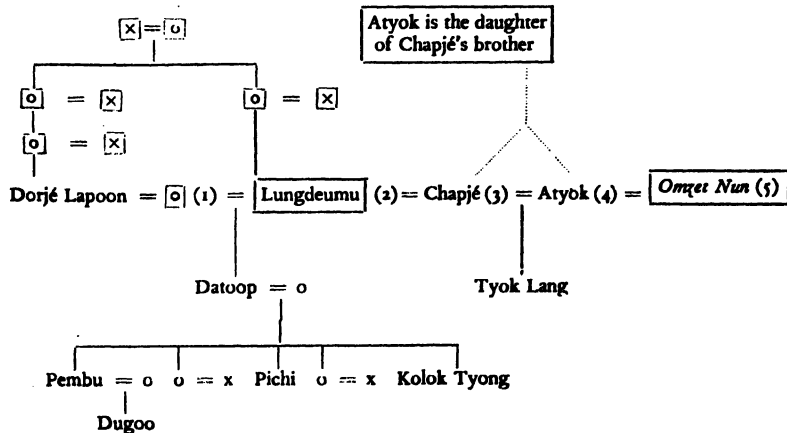 Atyok is the daughter
of Chapjé's brother
x = o
o = x o = x
o = x
Dorjé Lapoon = o (1) = Lungdeumu (2) = Chapjé (3) = Atyok (4) = Omzet Nun (5)
Datoop = o Tyok Lang
Pembu = o o = x Pichi o = x Kolok Tyong
Dugoo